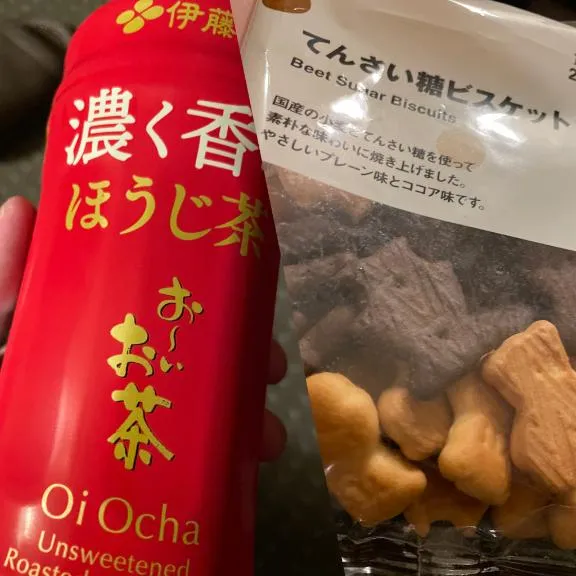 伊藤
濃く香
ほうじ茶
お〜いお茶
Oi Ocha
Unsweetened
Roasted
てんさい糖ビスケット
Beet Sugar Biscuits
国産の小麦とてんさい糖を使って
素朴な味わいに焼き上げました。
やさしいプレーン味とココア味です。